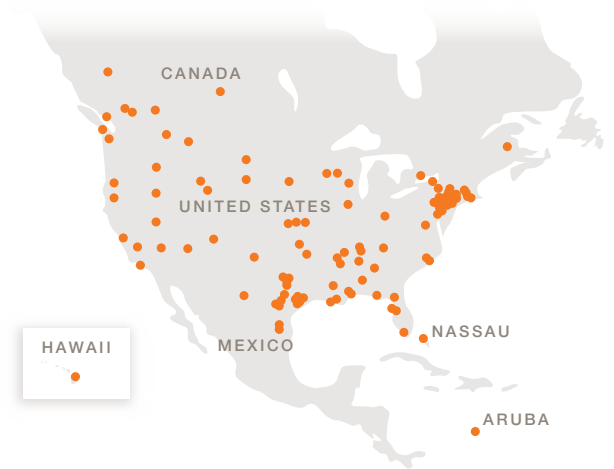 CANADA
UNITED STATES
MEXICO
NASSAU
HAWAII
ARUBA